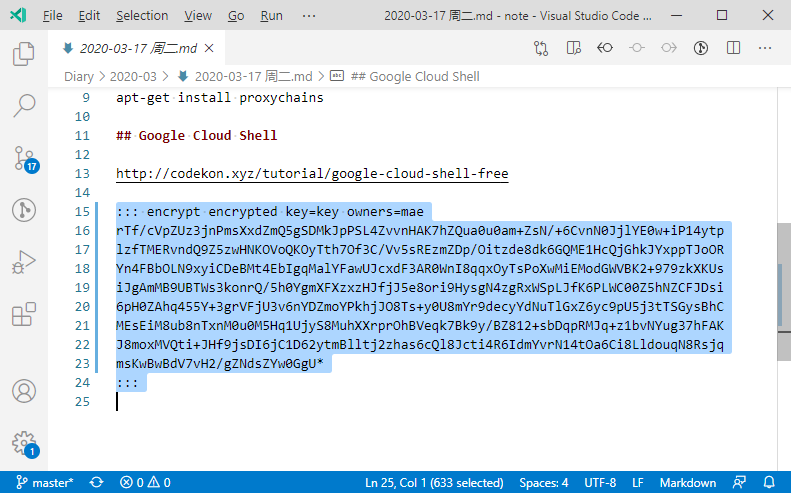 File Edit Selection View Go Run ··· 2020-03-17 周二.md - note - Visual Studio Code ...
2020-03-17 周二.md
Diary > 2020-03 > 2020-03-17 周二.md > ## Google Cloud Shell
9 apt-get install proxychains
10
11 ## Google Cloud Shell
12
13 http://codekon.xyz/tutorial/google-cloud-shell-free
14
15 ::: encrypt encrypted key=key owners=mae
16 rTf/cVpZUz3jnPmsXxdZmQ5gSDMkJpPSL4ZvvnHAK7hZQua0u0am+ZsN/+6CvnN0JjlYE0w+iP14ytp
17 lzfTMERvndQ9Z5zwHNKOVoQKOyTth7Of3C/Vv5sREzmZDp/Oitzde8dk6GQME1HcQjGhkJYxppTJoOR
18 Yn4FBbOLN9xyiCDeBMt4EbIgqMalYFawUJcxdF3AR0WnI8qqxOyTsPoXwMiEModGWVBK2+979zkXKUs
19 iJgAmMB9UBTWs3konrQ/5h0YgmXFXzxzHJfjJ5e8ori9HysgN4zgRxWSpLJfK6PLWC00Z5hNZCFJDsi
20 6pH0ZAhq455Y+3grVFjU3v6nYDZmoYPkhjJO8Ts+y0U8mYr9decyYdNuTlGxZ6yc9pU5j3tTSGysBhC
21 MEsEiM8ub8nTxnM0u0M5Hq1UjyS8MuhXXrprOhBVeqk7Bk9y/BZ812+sbDqpRMJq+z1bvNYug37hFAK
22 J8moxMVQti+JHf9jsDI6jC1D62ytmBlltj2zhas6cQl8Jcti4R6IdmYvrN14tOa6Ci8LldouqN8Rsjq
23 msKwBwBdV7vH2/gZNdsZYw0GgU*
24 :::
25
17
1
master* 0 0 Ln 25, Col 1 (633 selected) Spaces: 4 UTF-8 LF Markdown